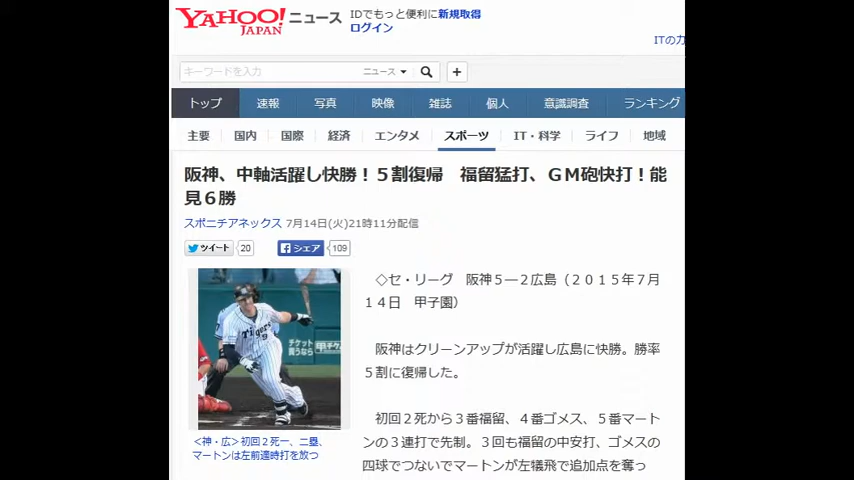 YAHOO! JAPAN ニュース
IDでもっと便利に新規取得
ログイン
ITの力
キーワードを入力
ニュース
トップ 速報 写真 映像 雑誌 個人 意識調査 ランキング
主要 国内 国際 経済 エンタメ スポーツ IT・科学 ライフ 地域
阪神、中軸活躍し快勝！５割復帰　福留猛打、ＧＭ砲快打！能
見６勝
スポニチアネックス 7月14日(火)21時11分配信
ツイート 20 シェア 109
◇セ・リーグ　阪神５―２広島（２０１５年７月
１４日　甲子園）
阪神はクリーンアップが活躍し広島に快勝。勝率
５割に復帰した。
初回２死から３番福留、４番ゴメス、５番マート
ンの３連打で先制。３回も福留の中安打、ゴメスの
四球でつないでマートンが左犠飛で追加点を奪っ
Tigers
チケット
買うなら
＜神・広＞初回２死一、二塁、
マートンは左前適時打を放つ